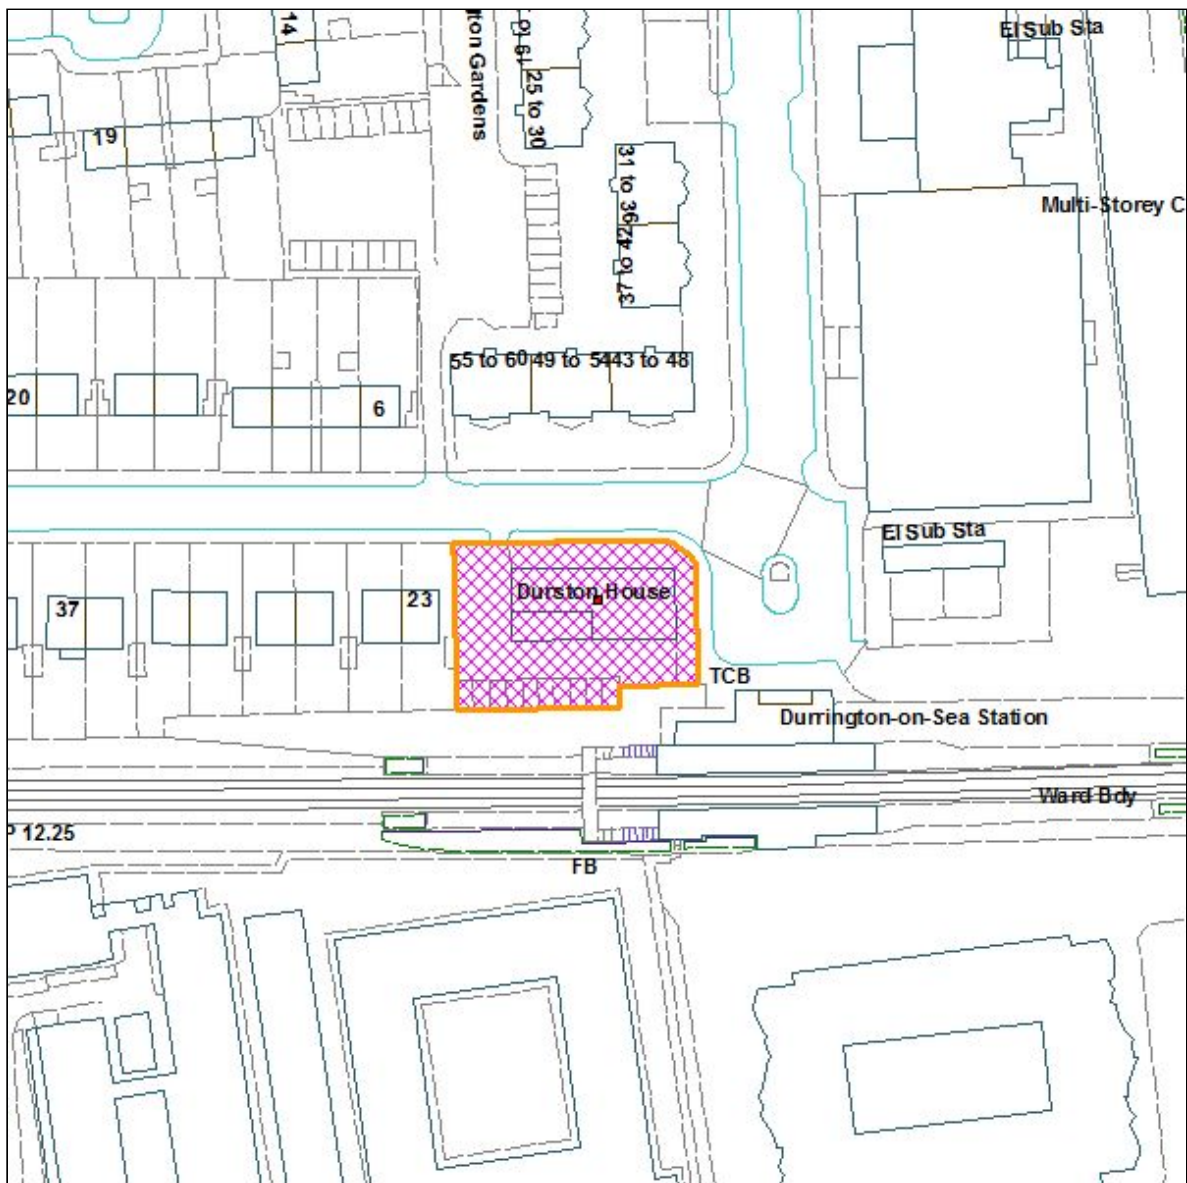 14
gton Gardens
El Sub Sta
25 to 30
19
31 to 36
Multi-Storey C
37 to 42
55 to 60
49 to 54
43 to 48
20
6
El Sub Sta
Durston House
37
23
TCB
Durrington-on-Sea Station
Ward Bdy
P 12.25
FB